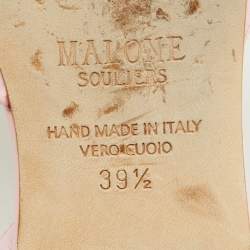 MALONE
SOULIERS
HAND MADE IN ITALY
VERO CUOIO
39½